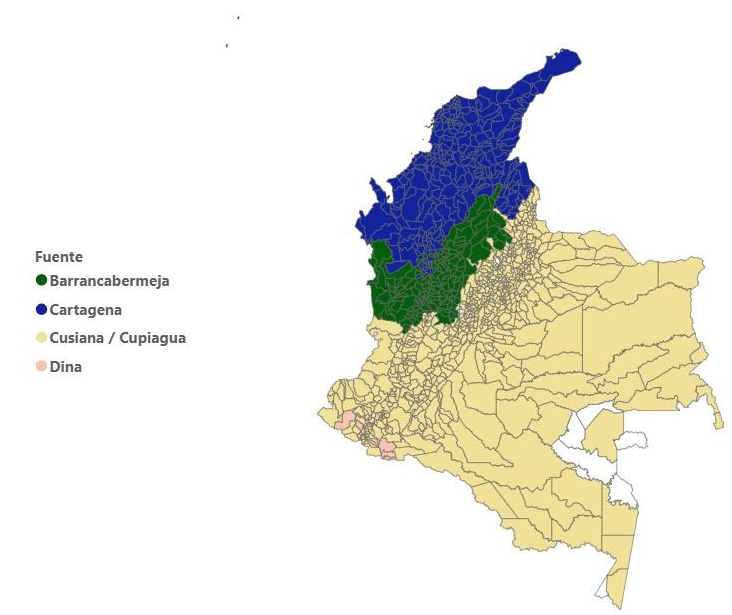 Fuente
Barrancabermeja
Cartagena
Cusiana / Cupiagua
Dina